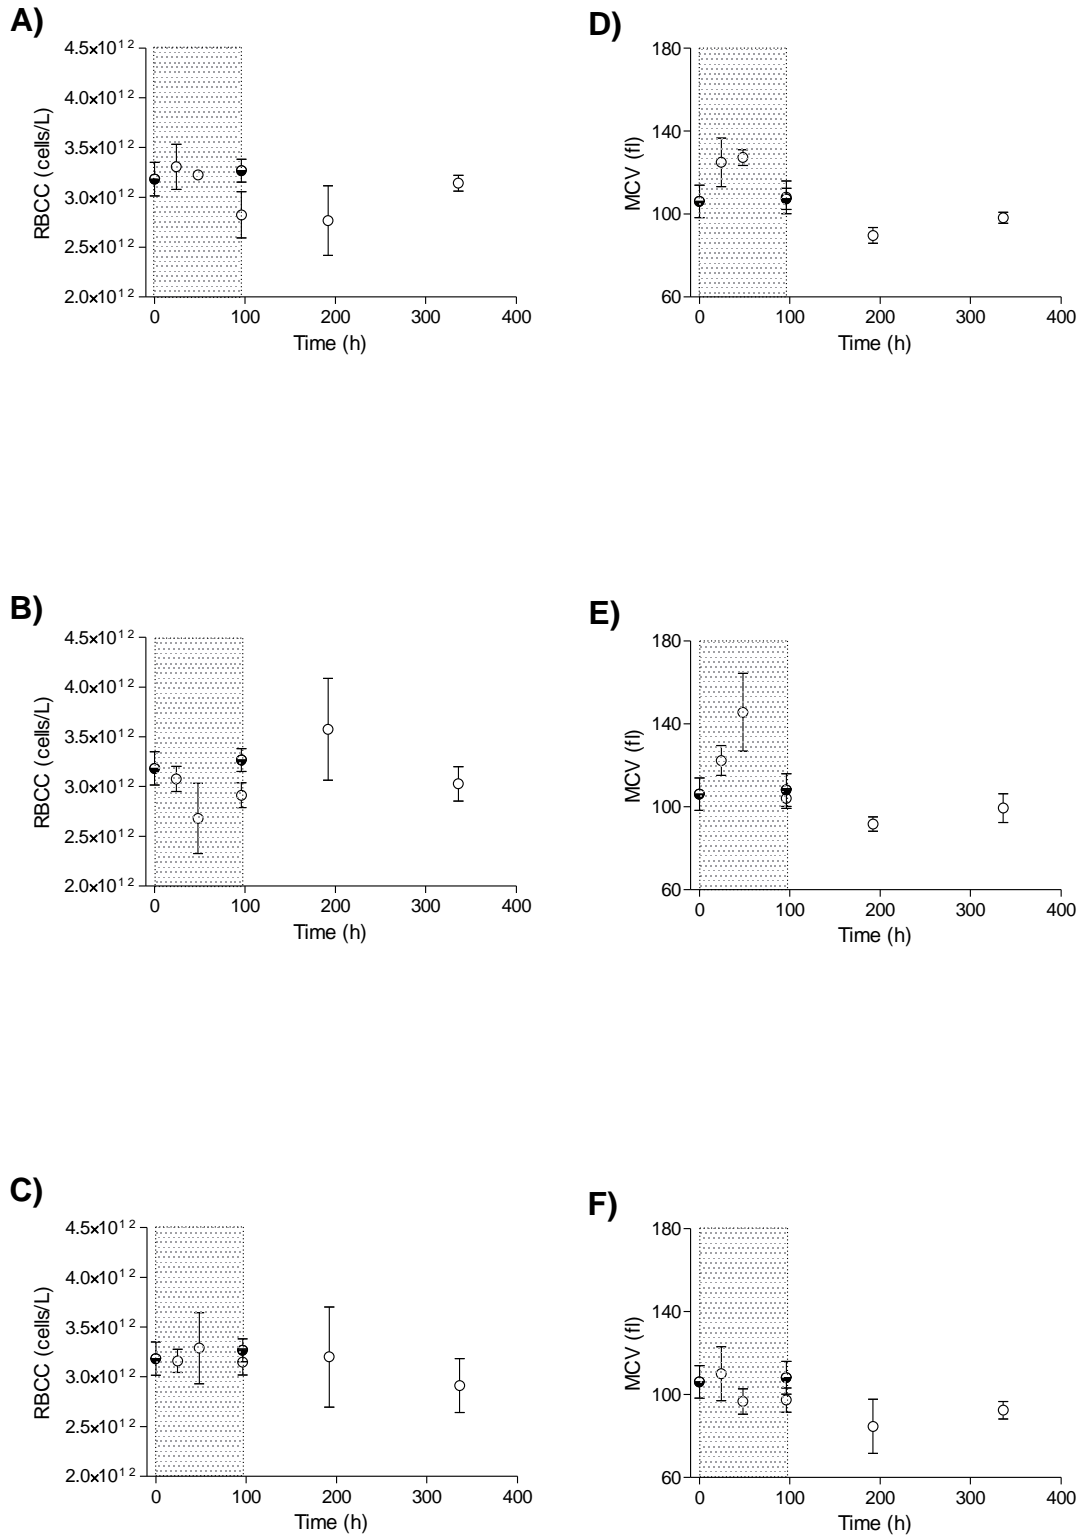 A)
4.5x10¹²
4.0x10¹²
3.5x10¹²
3.0x10¹²
2.5x10¹²
2.0x10¹²
RBCC (cells/L)
0 100 200 300 400
Time (h)
D)
180
140
100
60
MCV (fl)
0 100 200 300 400
Time (h)
B)
4.5x10¹²
4.0x10¹²
3.5x10¹²
3.0x10¹²
2.5x10¹²
2.0x10¹²
RBCC (cells/L)
0 100 200 300 400
Time (h)
E)
180
140
100
60
MCV (fl)
0 100 200 300 400
Time (h)
C)
4.5x10¹²
4.0x10¹²
3.5x10¹²
3.0x10¹²
2.5x10¹²
2.0x10¹²
RBCC (cells/L)
0 100 200 300 400
Time (h)
F)
180
140
100
60
MCV (fl)
0 100 200 300 400
Time (h)